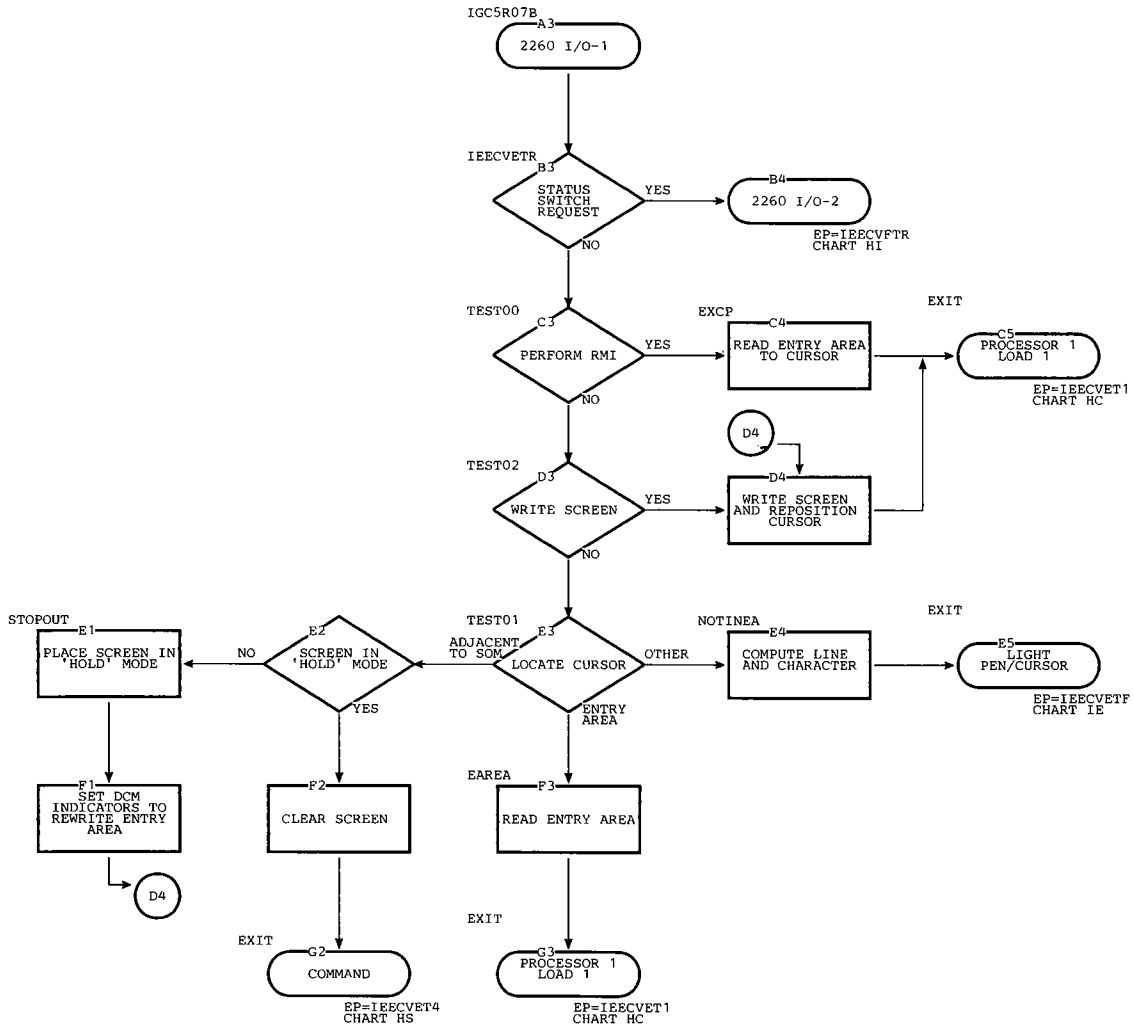 IGC5R07B
A3
2260 I/O-1
IEECVETR
B3
STATUS
SWITCH
REQUEST
YES
NO
B4
2260 I/O-2
EP=IEECVFTR
CHART HI
TEST00
C3
PERFORM RMI
YES
NO
EXCP
C4
READ ENTRY AREA
TO CURSOR
EXIT
C5
PROCESSOR 1
LOAD 1
EP=IEECVET1
CHART HC
D4
TEST02
D3
WRITE SCREEN
YES
NO
D4
WRITE SCREEN
AND REPOSITION
CURSOR
STOPOUT
E1
PLACE SCREEN IN
'HOLD' MODE
NO
E2
SCREEN IN
'HOLD' MODE
YES
TEST01
ADJACENT
TO SOM
E3
LOCATE CURSOR
OTHER
ENTRY
AREA
NOTINEA
E4
COMPUTE LINE
AND CHARACTER
EXIT
E5
LIGHT
PEN/CURSOR
EP=IEECVETF
CHART IE
F1
SET DCM
INDICATORS TO
REWRITE ENTRY
AREA
F2
CLEAR SCREEN
EAREA
F3
READ ENTRY AREA
D4
EXIT
G2
COMMAND
EP=IEECVET4
CHART HS
EXIT
G3
PROCESSOR 1
LOAD 1
EP=IEECVET1
CHART HC